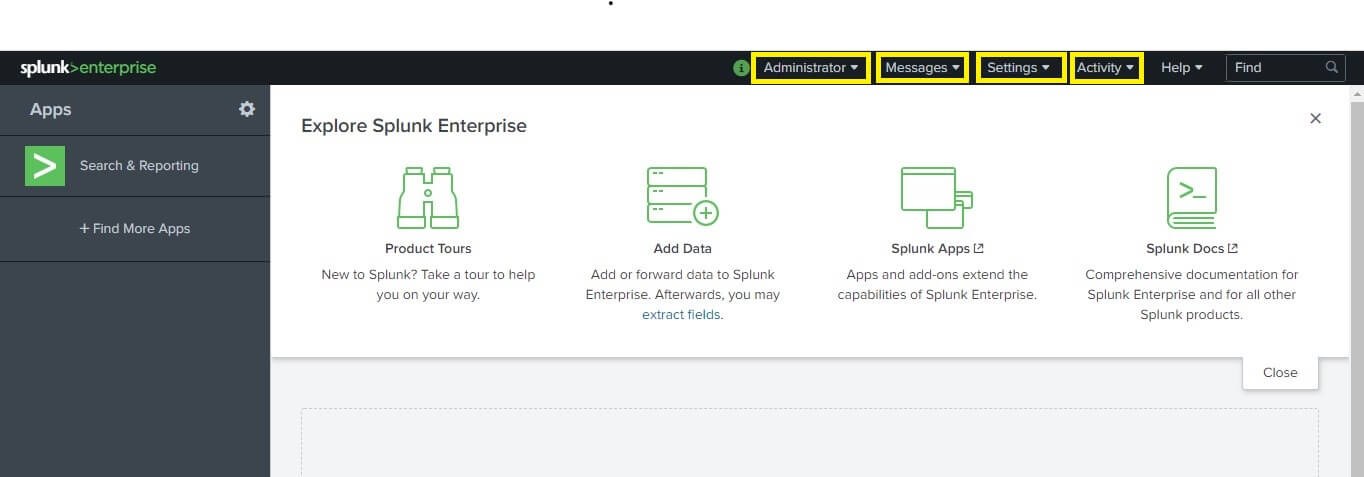 splunk>enterprise
i Administrator Messages Settings Activity Help Find
Apps
Search & Reporting
+ Find More Apps
Explore Splunk Enterprise
Product Tours
New to Splunk? Take a tour to help
you on your way.
Add Data
Add or forward data to Splunk
Enterprise. Afterwards, you may
extract fields.
Splunk Apps
Apps and add-ons extend the
capabilities of Splunk Enterprise.
>_
Splunk Docs
Comprehensive documentation for
Splunk Enterprise and for all other
Splunk products.
Close